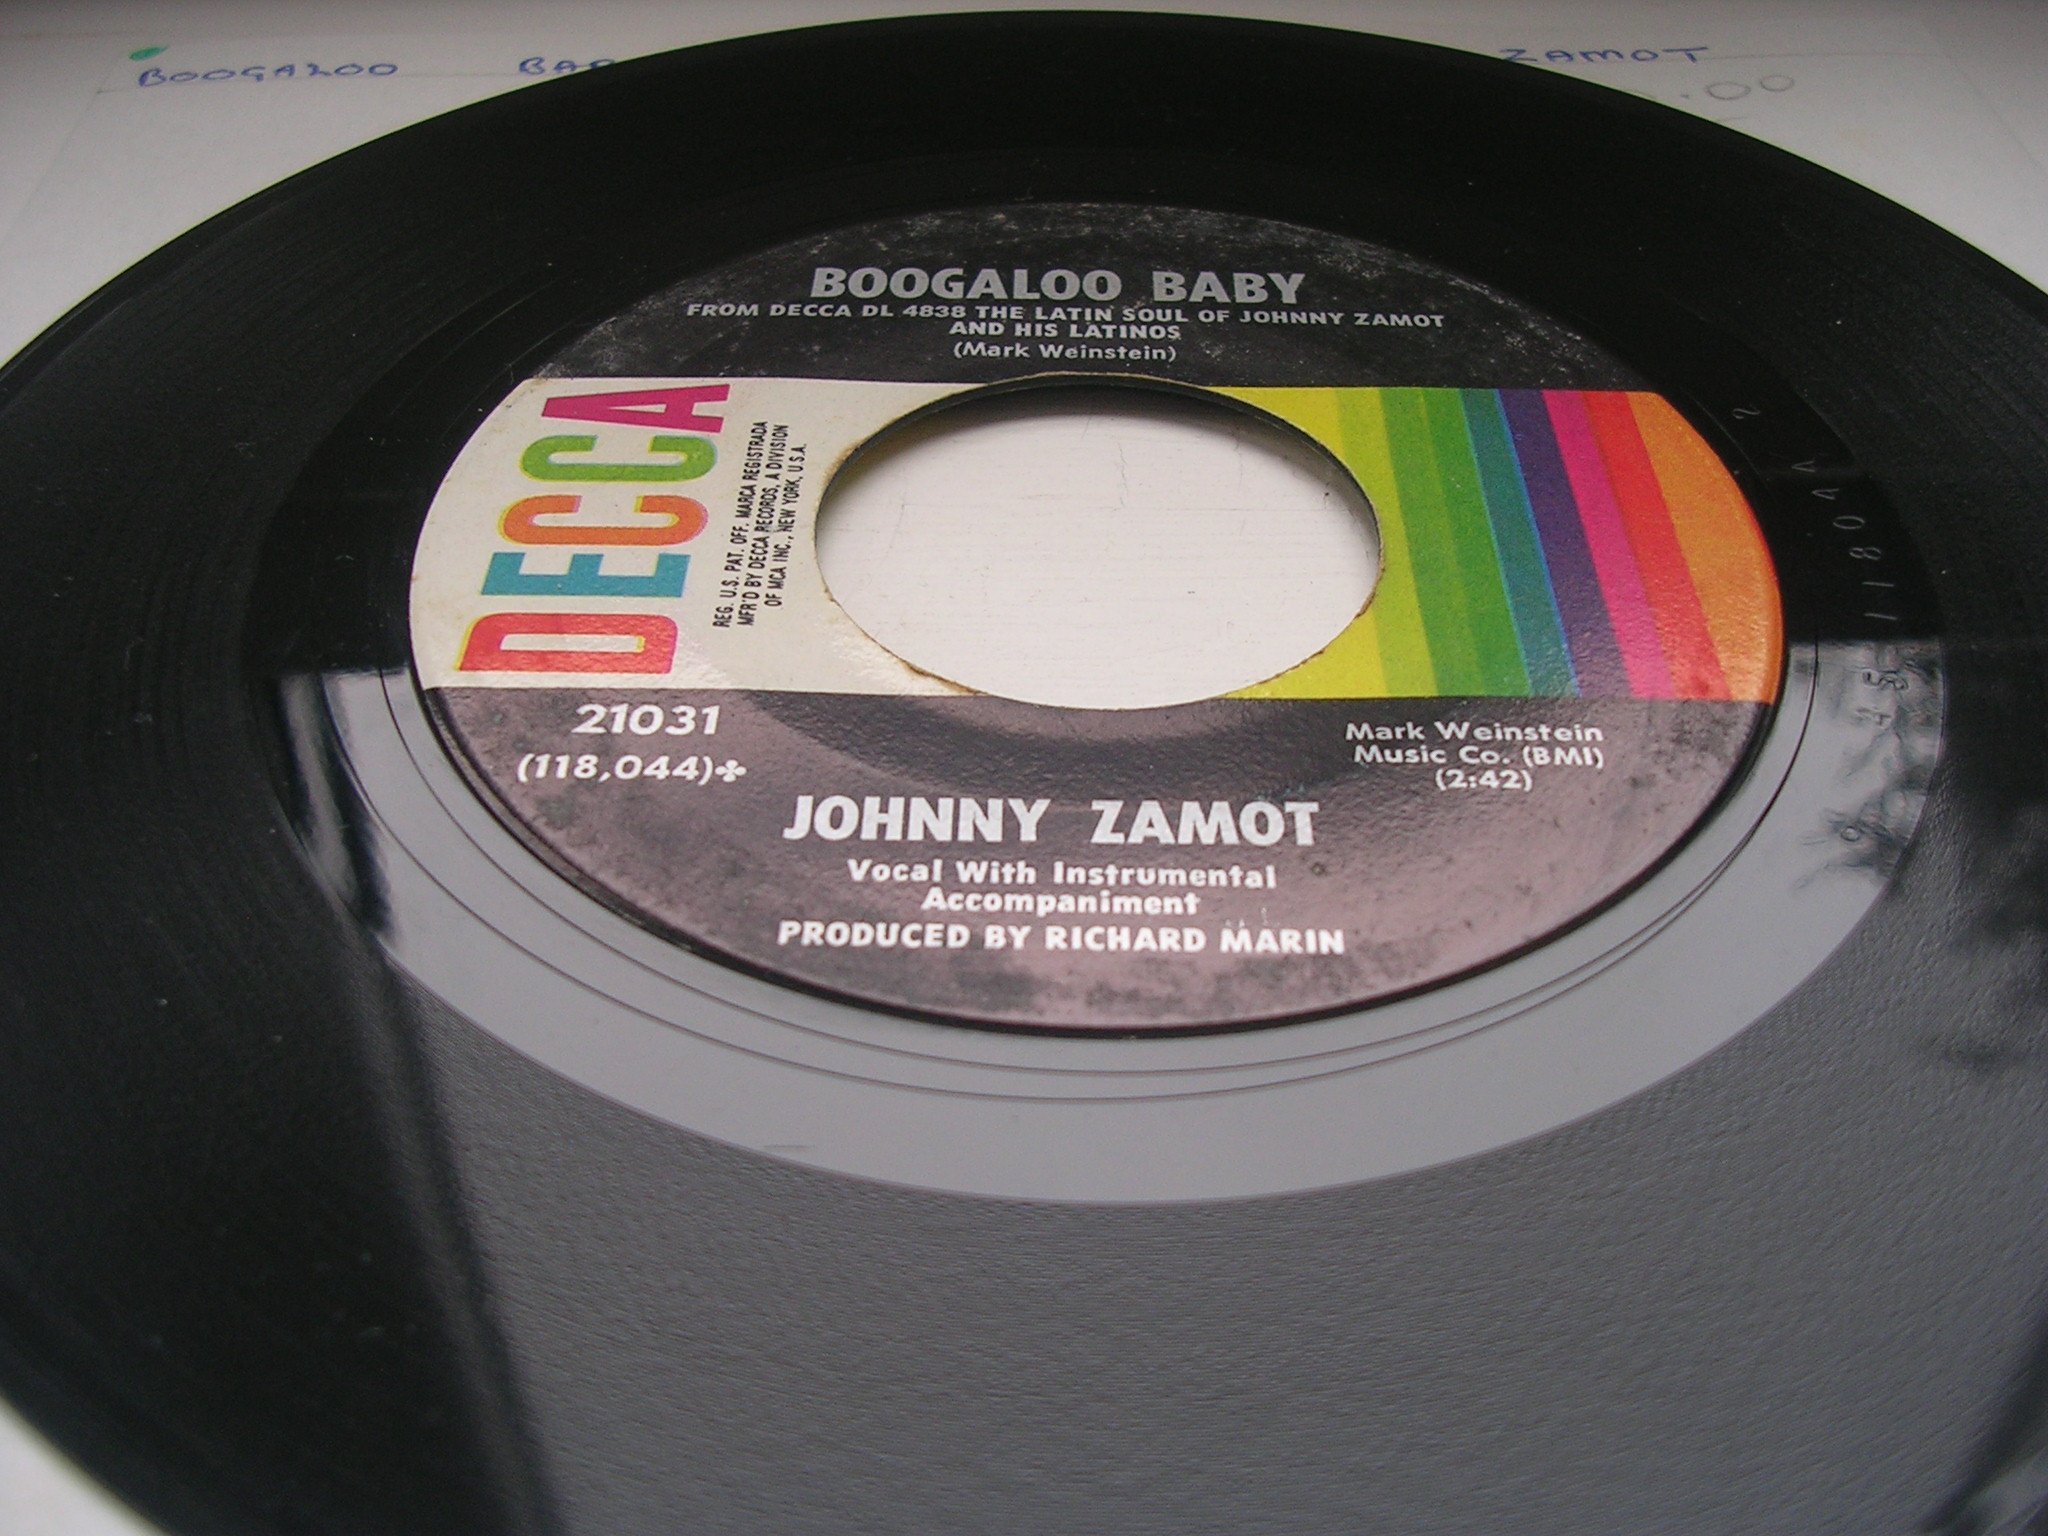 BOOGALOO ZAMOT
.00
BOOGALOO BABY
FROM DECCA DL 4838 THE LATIN SOUL OF JOHNNY ZAMOT
AND HIS LATINOS
(Mark Weinstein)
DECCA
REG. U.S. PAT. OFF. MARCA REGISTRADA
MFR'D BY DECCA RECORDS, A DIVISION
OF MCA INC., NEW YORK, U.S.A.
21031
(118,044)✤
Mark Weinstein
Music Co. (BMI)
(2:42)
JOHNNY ZAMOT
Vocal With Instrumental
Accompaniment
PRODUCED BY RICHARD MARIN